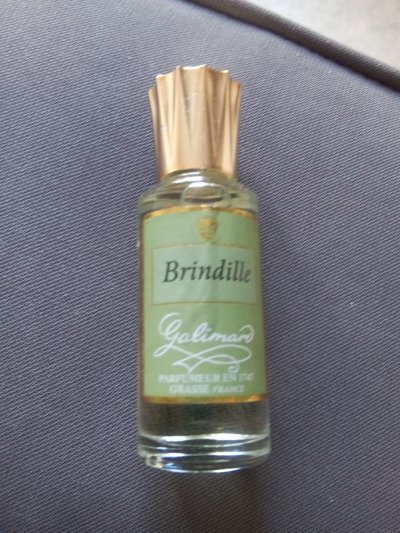 Brindille
Galimard
PARFUMEUR EN 1747
GRASSE FRANCE